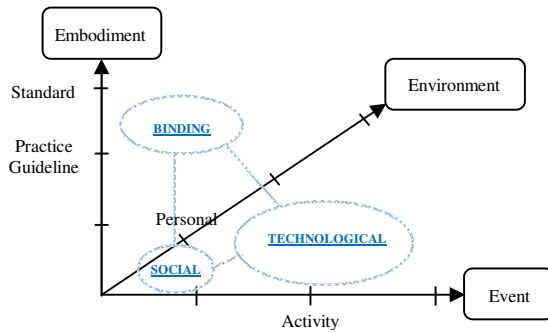 Embodiment
Environment
Standard
BINDING
Practice
Guideline
Personal
TECHNOLOGICAL
SOCIAL
Event
Activity